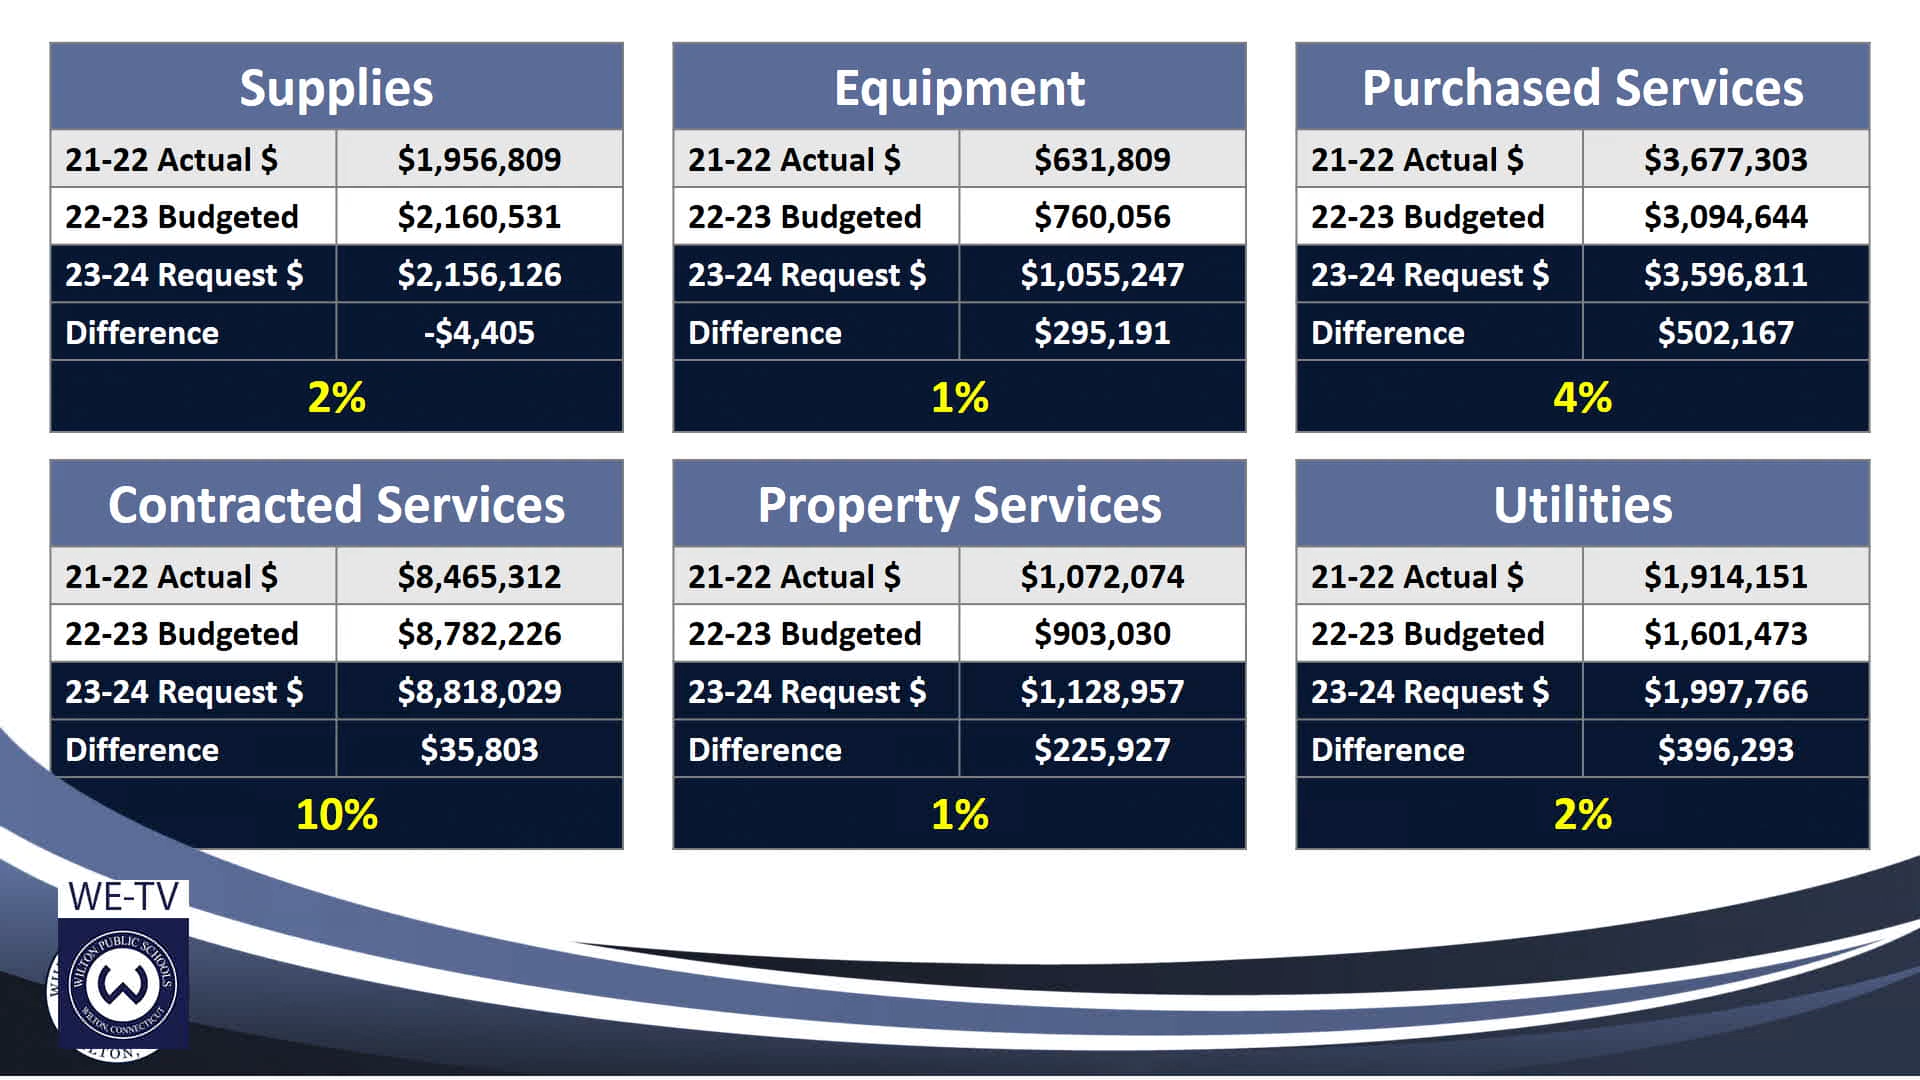 Supplies
21-22 Actual $ $1,956,809
22-23 Budgeted $2,160,531
23-24 Request $ $2,156,126
Difference -$4,405
2%
Equipment
21-22 Actual $ $631,809
22-23 Budgeted $760,056
23-24 Request $ $1,055,247
Difference $295,191
1%
Purchased Services
21-22 Actual $ $3,677,303
22-23 Budgeted $3,094,644
23-24 Request $ $3,596,811
Difference $502,167
4%
Contracted Services
21-22 Actual $ $8,465,312
22-23 Budgeted $8,782,226
23-24 Request $ $8,818,029
Difference $35,803
10%
Property Services
21-22 Actual $ $1,072,074
22-23 Budgeted $903,030
23-24 Request $ $1,128,957
Difference $225,927
1%
Utilities
21-22 Actual $ $1,914,151
22-23 Budgeted $1,601,473
23-24 Request $ $1,997,766
Difference $396,293
2%
WE-TV
WILTON PUBLIC SCHOOLS
W
WILTON, CONNECTICUT